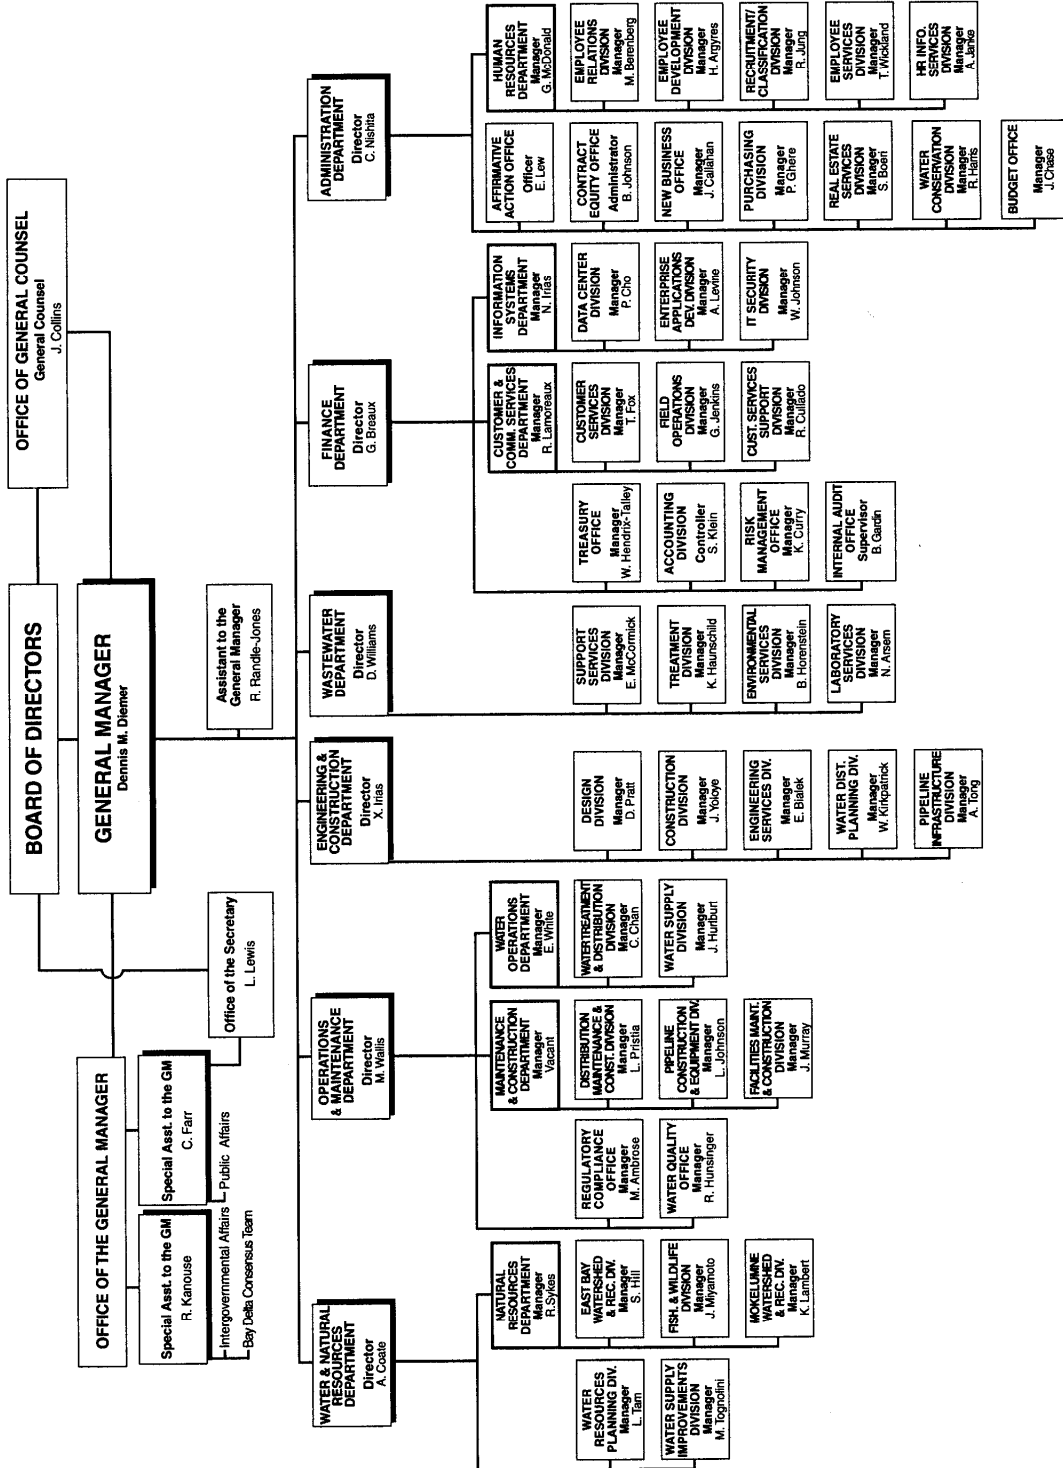 BOARD OF DIRECTORS
OFFICE OF GENERAL COUNSEL
General Counsel
J. Collins
GENERAL MANAGER
Dennis M. Diemer
OFFICE OF THE GENERAL MANAGER
Special Asst. to the GM
R. Kanouse
Intergovernmental Affairs
Bay Delta Consensus Team
Special Asst. to the GM
C. Farr
Public Affairs
Office of the Secretary
L. Lewis
Assistant to the
General Manager
R. Randle-Jones
WATER & NATURAL
RESOURCES
DEPARTMENT
Director
A. Coate
WATER
RESOURCES
PLANNING DIV.
Manager
L. Tam
WATER SUPPLY
IMPROVEMENTS
DIVISION
Manager
M. Tognolini
NATURAL
RESOURCES
DEPARTMENT
Manager
R.Sykes
EAST BAY
WATERSHED
& REC. DIV.
Manager
S. Hill
FISH. & WILDLIFE
DIVISION
Manager
J. Miyamoto
MOKELUMNE
WATERSHED
& REC. DIV.
Manager
K. Lambert
OPERATIONS
& MAINTENANCE
DEPARTMENT
Director
M. Wallis
REGULATORY
COMPLIANCE
OFFICE
Manager
M. Ambrose
WATER QUALITY
OFFICE
Manager
R. Hunsinger
MAINTENANCE
& CONSTRUCTION
DEPARTMENT
Manager
Vacant
DISTRIBUTION
MAINTENANCE &
CONST. DIVISION
Manager
L. Pristia
PIPELINE
CONSTRUCTION
& EQUIPMENT DIV.
Manager
L. Johnson
FACILITIES MAINT.
& CONSTRUCTION
DIVISION
Manager
J. Murray
WATER
OPERATIONS
DEPARTMENT
Manager
E. White
WATER TREATMENT
& DISTRIBUTION
DIVISION
Manager
C. Chan
WATER SUPPLY
DIVISION
Manager
J. Hurlburt
ENGINEERING &
CONSTRUCTION
DEPARTMENT
Director
X. Irias
DESIGN
DIVISION
Manager
D. Pratt
CONSTRUCTION
DIVISION
Manager
J. Yoloye
ENGINEERING
SERVICES DIV.
Manager
E. Bialek
WATER DIST.
PLANNING DIV.
Manager
W. Kirkpatrick
PIPELINE
INFRASTRUCTURE
DIVISION
Manager
A. Tong
WASTEWATER
DEPARTMENT
Director
D. Williams
SUPPORT
SERVICES
DIVISION
Manager
E. McCormick
TREATMENT
DIVISION
Manager
K. Haunschild
ENVIRONMENTAL
SERVICES
DIVISION
Manager
B. Horenstein
LABORATORY
SERVICES
DIVISION
Manager
N. Arsem
FINANCE
DEPARTMENT
Director
G. Breaux
TREASURY
OFFICE
Manager
W. Hendrix-Talley
ACCOUNTING
DIVISION
Controller
S. Klein
RISK
MANAGEMENT
OFFICE
Manager
K. Curry
INTERNAL AUDIT
OFFICE
Supervisor
B. Gardin
CUSTOMER &
COMM. SERVICES
DEPARTMENT
Manager
R. Lamoreaux
CUSTOMER
SERVICES
DIVISION
Manager
T. Fox
FIELD
OPERATIONS
DIVISION
Manager
G. Jenkins
CUST. SERVICES
SUPPORT
DIVISION
Manager
R. Cullado
INFORMATION
SYSTEMS
DEPARTMENT
Manager
N. Irias
DATA CENTER
DIVISION
Manager
P. Cho
ENTERPRISE
APPLICATIONS
DEV. DIVISION
Manager
A. Levine
IT SECURITY
DIVISION
Manager
W. Johnson
ADMINISTRATION
DEPARTMENT
Director
C. Nishita
AFFIRMATIVE
ACTION OFFICE
Officer
E. Lew
CONTRACT
EQUITY OFFICE
Administrator
B. Johnson
NEW BUSINESS
OFFICE
Manager
J. Callahan
PURCHASING
DIVISION
Manager
P. Ghere
REAL ESTATE
SERVICES
DIVISION
Manager
S. Boeri
WATER
CONSERVATION
DIVISION
Manager
R. Harris
BUDGET OFFICE
Manager
J. Chase
HUMAN
RESOURCES
DEPARTMENT
Manager
G. McDonald
EMPLOYEE
RELATIONS
DIVISION
Manager
M. Berenberg
EMPLOYEE
DEVELOPMENT
DIVISION
Manager
H. Argyres
RECRUITMENT/
CLASSIFICATION
DIVISION
Manager
R. Jung
EMPLOYEE
SERVICES
DIVISION
Manager
T. Wickland
HR INFO.
SERVICES
DIVISION
Manager
A. Janke